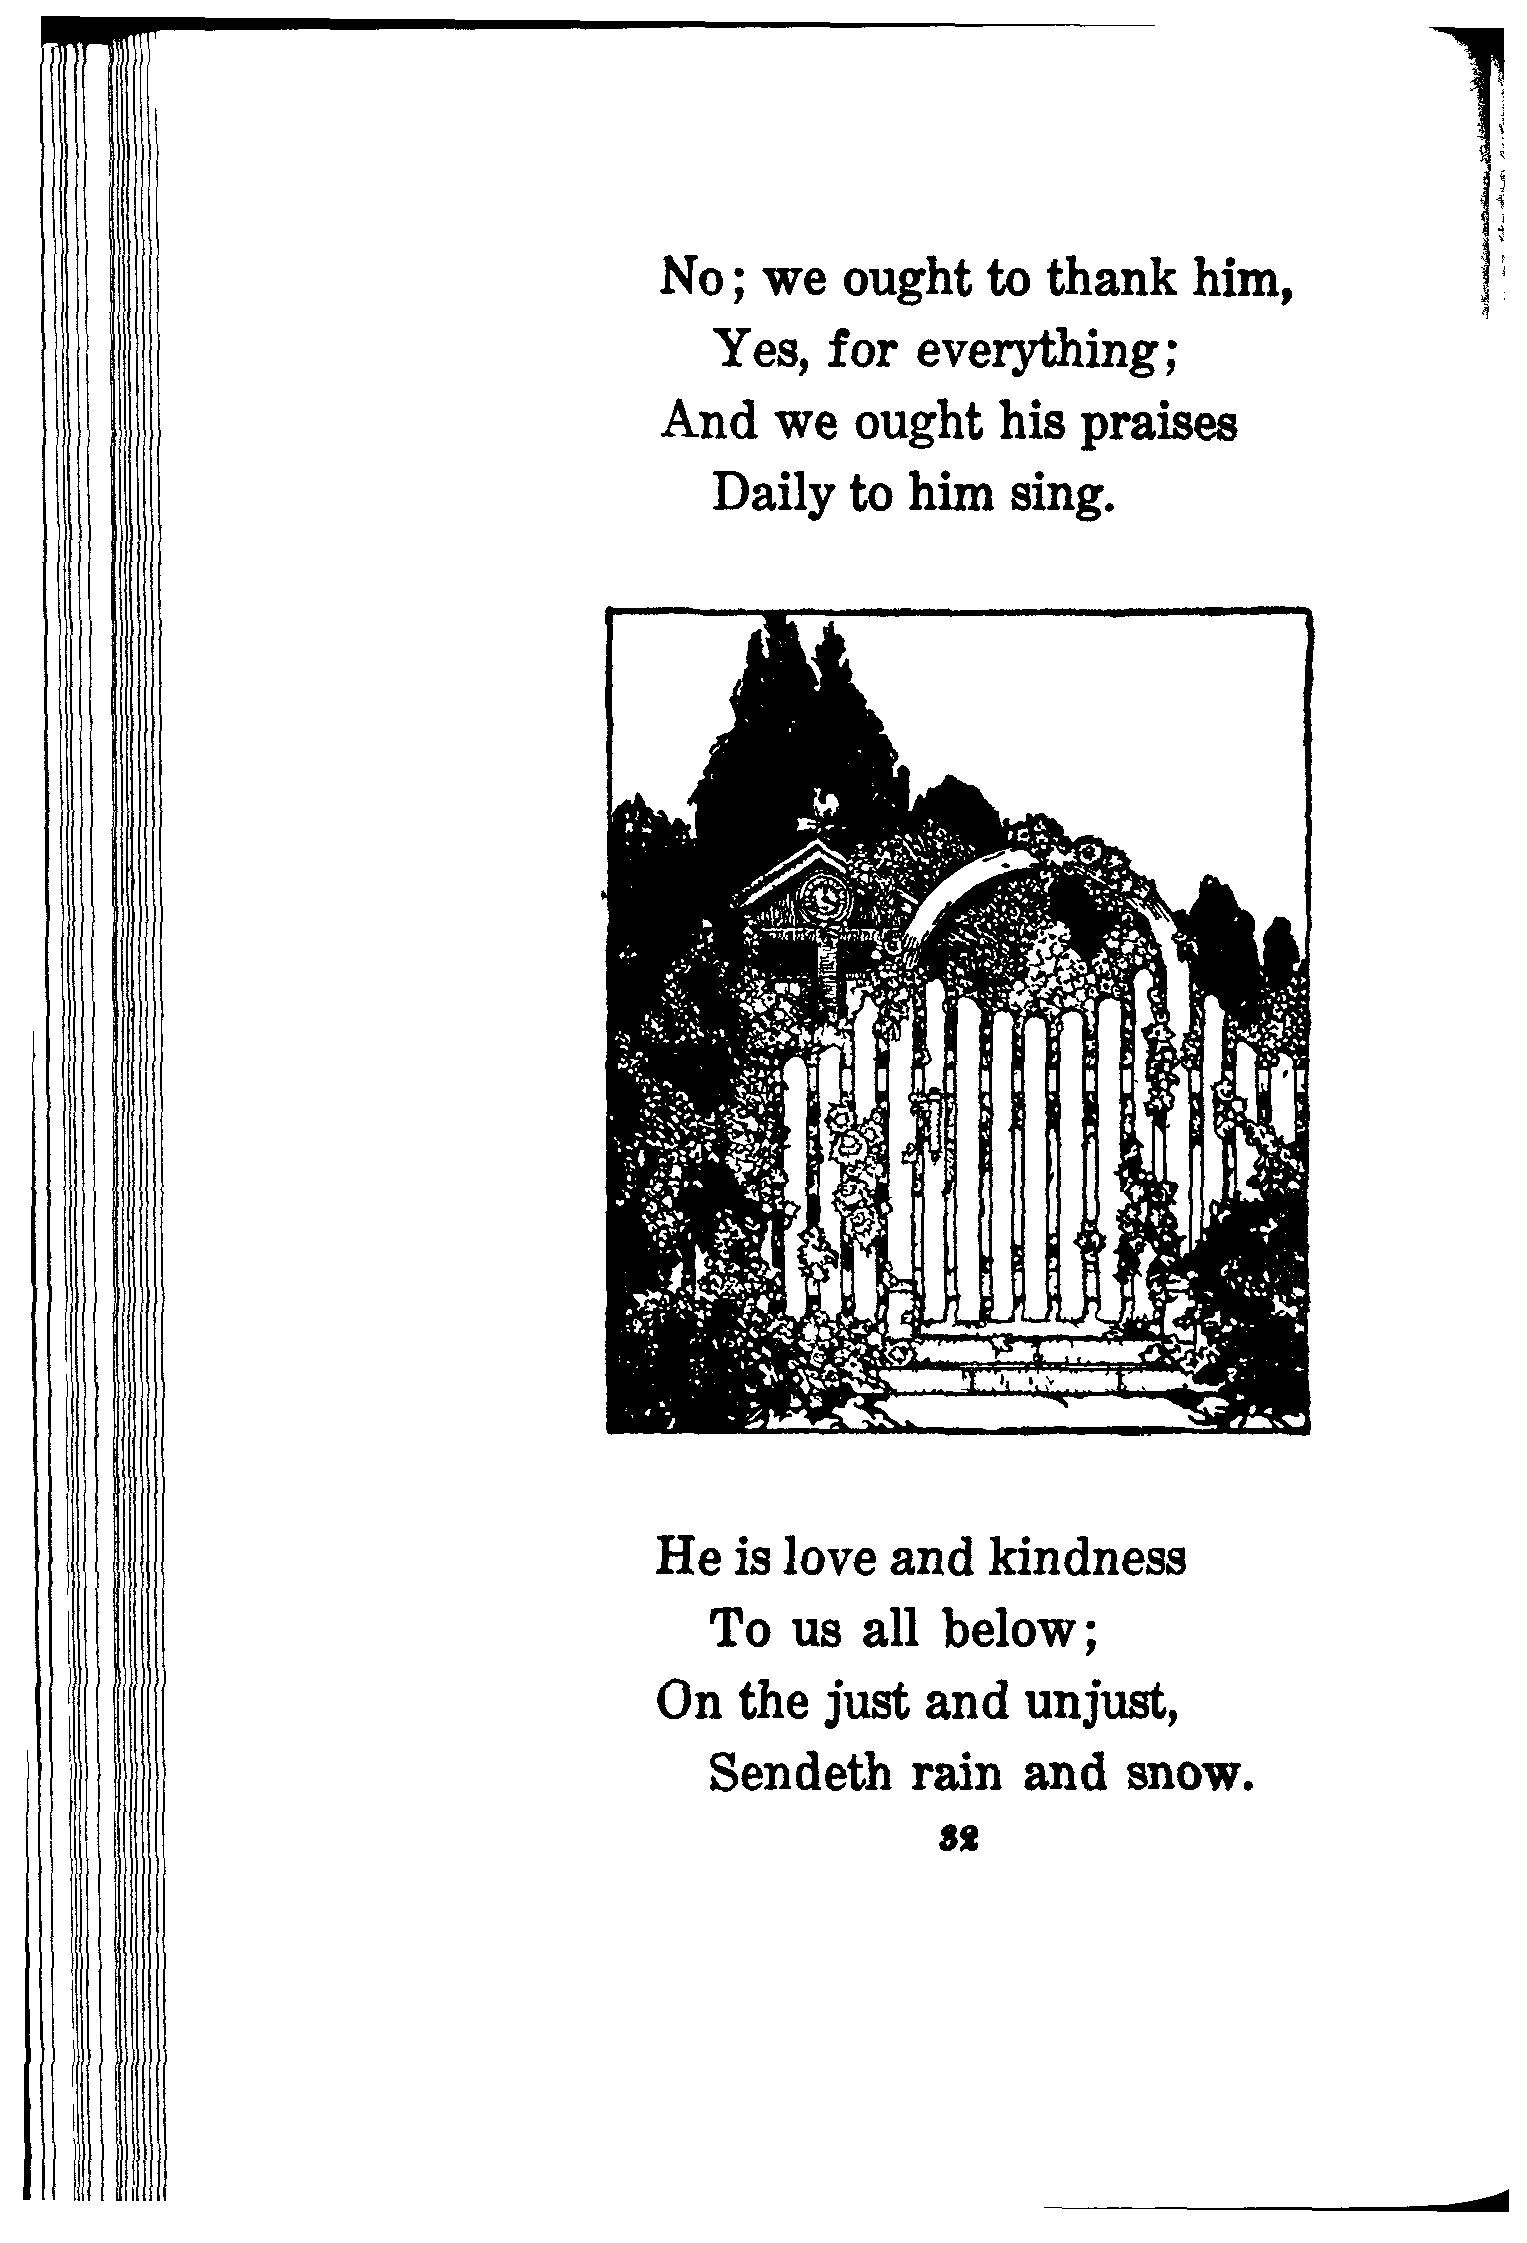 No; we ought to thank him,
Yes, for everything;
And we ought his praises
Daily to him sing.
He is love and kindness
To us all below;
On the just and unjust,
Sendeth rain and snow.
32